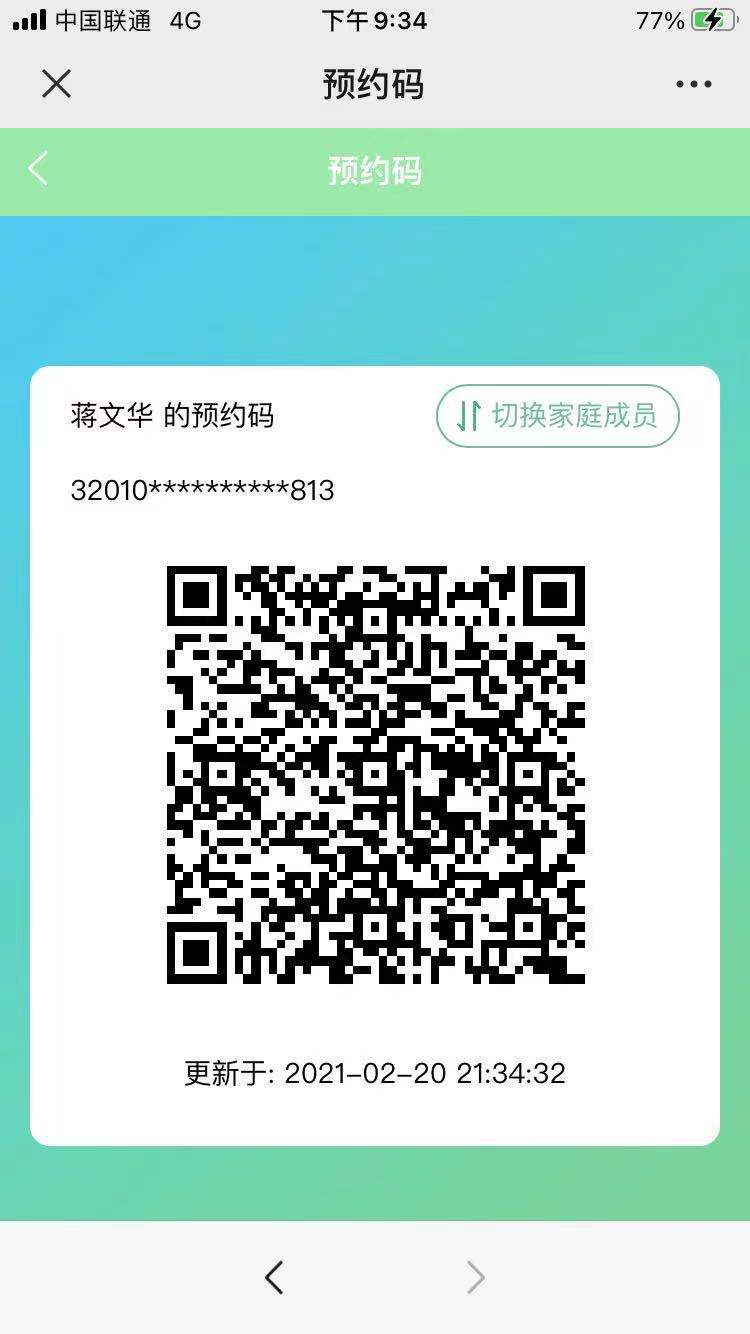 中国联通 4G 下午9:34 77%
预约码
预约码
蒋文华 的预约码 切换家庭成员
32010**********813
更新于: 2021-02-20 21:34:32